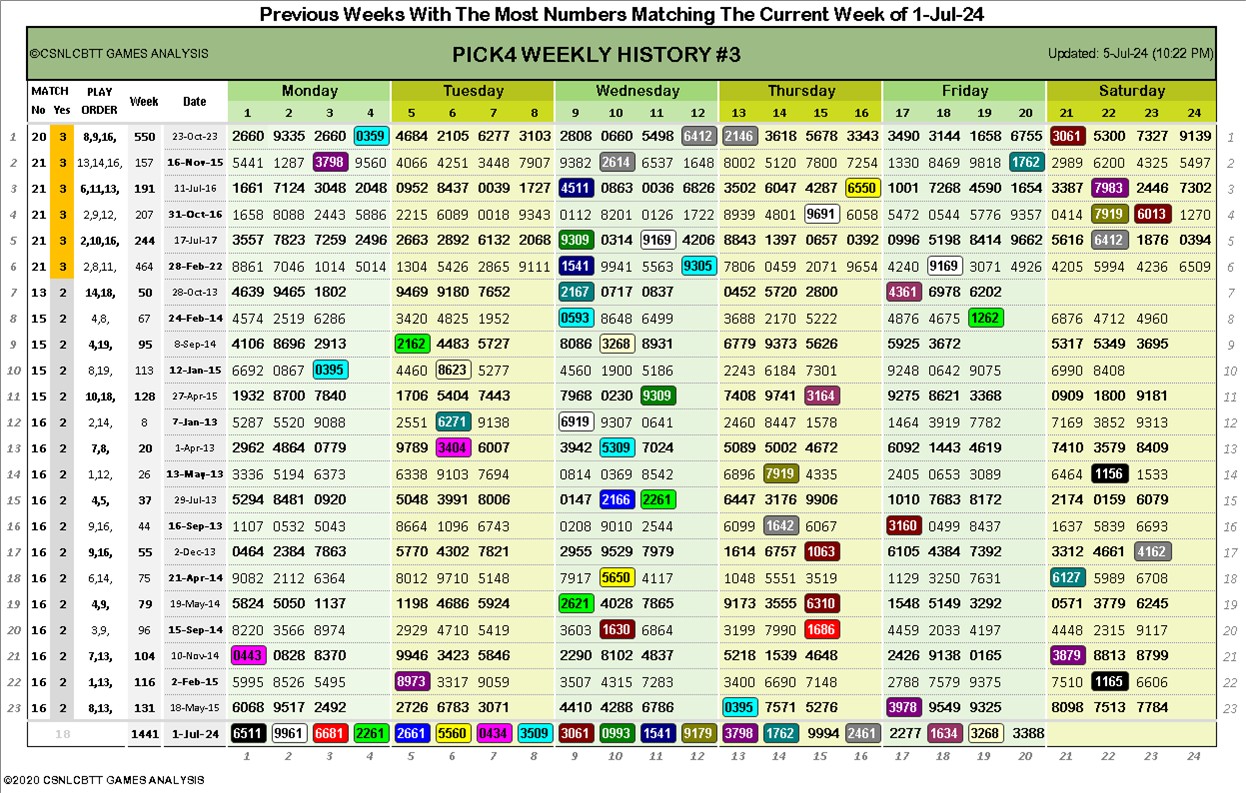 Previous Weeks With The Most Numbers Matching The Current Week of 1-Jul-24
©CSNLCBTT GAMES ANALYSIS PICK4 WEEKLY HISTORY #3 Updated: 5-Jul-24 (10:22 PM)
MATCH PLAY Week Date Monday Tuesday Wednesday Thursday Friday Saturday
No Yes ORDER 1 2 3 4 5 6 7 8 9 10 11 12 13 14 15 16 17 18 19 20 21 22 23 24
1 20 3 8,9,16, 550 23-Oct-23 2660 9335 2660 0359 4684 2105 6277 3103 2808 0660 5498 6412 2146 3618 5678 3343 3490 3144 1658 6755 3061 5300 7327 9139 1
2 21 3 13,14,16, 157 16-Nov-15 5441 1287 3798 9560 4066 4251 3448 7907 9382 2614 6537 1648 8002 5120 7800 7254 1330 8469 9818 1762 2989 6200 4325 5497 2
3 21 3 6,11,13, 191 11-Jul-16 1661 7124 3048 2048 0952 8437 0039 1727 4511 0863 0036 6826 3502 6047 4287 6550 1001 7268 4590 1654 3387 7983 2446 7302 3
4 21 3 2,9,12, 207 31-Oct-16 1658 8088 2443 5886 2215 6089 0018 9343 0112 8201 0126 1722 8939 4801 9691 6058 5472 0544 5776 9357 0414 7919 6013 1270 4
5 21 3 2,10,16, 244 17-Jul-17 3557 7823 7259 2496 2663 2892 6132 2068 9309 0314 9169 4206 8843 1397 0657 0392 0996 5198 8414 9662 5616 6412 1876 0394 5
6 21 3 2,8,11, 464 28-Feb-22 8861 7046 1014 5014 1304 5426 2865 9111 1541 9941 5563 9305 7806 0459 2071 9654 4240 9169 3071 4926 4205 5994 4236 6509 6
7 13 2 14,18, 50 28-Oct-13 4639 9465 1802 9469 9180 7652 2167 0717 0837 0452 5720 2800 4361 6978 6202 7
8 15 2 4,8, 67 24-Feb-14 4574 2519 6286 3420 4825 1952 0593 8648 6499 3688 2170 5222 4876 4675 1262 6876 4712 4960 8
9 15 2 4,19, 95 8-Sep-14 4106 8696 2913 2162 4483 5727 8086 3268 8931 6779 9373 5626 5925 3672 5317 5349 3695 9
10 15 2 8,19, 113 12-Jan-15 6692 0867 0395 4460 8623 5277 4560 1900 5186 2243 6184 7301 9248 0642 9075 6990 8408 10
11 15 2 10,18, 128 27-Apr-15 1932 8700 7840 1706 5404 7443 7968 0230 9309 7408 9741 3164 9275 8621 3368 0909 1800 9181 11
12 16 2 2,14, 8 7-Jan-13 5287 5520 9088 2551 6271 9138 6919 9307 0641 2460 8447 1578 1464 3919 7782 7169 3852 9313 12
13 16 2 7,8, 20 1-Apr-13 2962 4864 0779 9789 3404 6007 3942 5309 7024 5089 5002 4672 6092 1443 4619 7410 3579 8409 13
14 16 2 1,12, 26 13-May-13 3336 5194 6373 6338 9103 7694 0814 0369 8542 6896 7919 4335 2405 0653 3089 6464 1156 1533 14
15 16 2 4,5, 37 29-Jul-13 5294 8481 0920 5048 3991 8006 0147 2166 2261 6447 3176 9906 1010 7683 8172 2174 0159 6079 15
16 16 2 9,16, 44 16-Sep-13 1107 0532 5043 8664 1096 6743 0208 9010 2544 6099 1642 6067 3160 0499 8437 1637 5839 6693 16
17 16 2 9,16, 55 2-Dec-13 0464 2384 7863 5770 4302 7821 2955 9529 7979 1614 6757 1063 6105 4384 7392 3312 4661 4162 17
18 16 2 6,14, 75 21-Apr-14 9082 2112 6364 8012 9710 5148 7917 5650 4117 1048 5551 3519 1129 3250 7631 6127 5989 6708 18
19 16 2 4,9, 79 19-May-14 5824 5050 1137 1198 4686 5924 2621 4028 7865 9173 3555 6310 1548 5149 3292 0571 3779 6245 19
20 16 2 3,9, 96 15-Sep-14 8220 3566 8974 2929 4710 5419 3603 1630 6864 3199 7990 1686 4459 2033 4197 4448 2315 9117 20
21 16 2 7,13, 104 10-Nov-14 0443 0828 8370 9946 3423 5846 2290 8102 4837 5218 1539 4648 2426 9138 0165 3879 8813 8799 21
22 16 2 1,13, 116 2-Feb-15 5995 8526 5495 8973 3317 9059 3507 4315 7283 3400 6690 7148 2788 7579 9375 7510 1165 6606 22
23 16 2 8,13, 131 18-May-15 6068 9517 2492 2726 6783 3071 4410 4288 6786 0395 7571 5276 3978 9549 9325 8098 7513 7784 23
18 1441 1-Jul-24 6511 9961 6681 2261 2661 5560 0434 3509 3061 0993 1541 9179 3798 1762 9994 2461 2277 1634 3268 3388
1 2 3 4 5 6 7 8 9 10 11 12 13 14 15 16 17 18 19 20 21 22 23 24
©2020 CSNLCBTT GAMES ANALYSIS